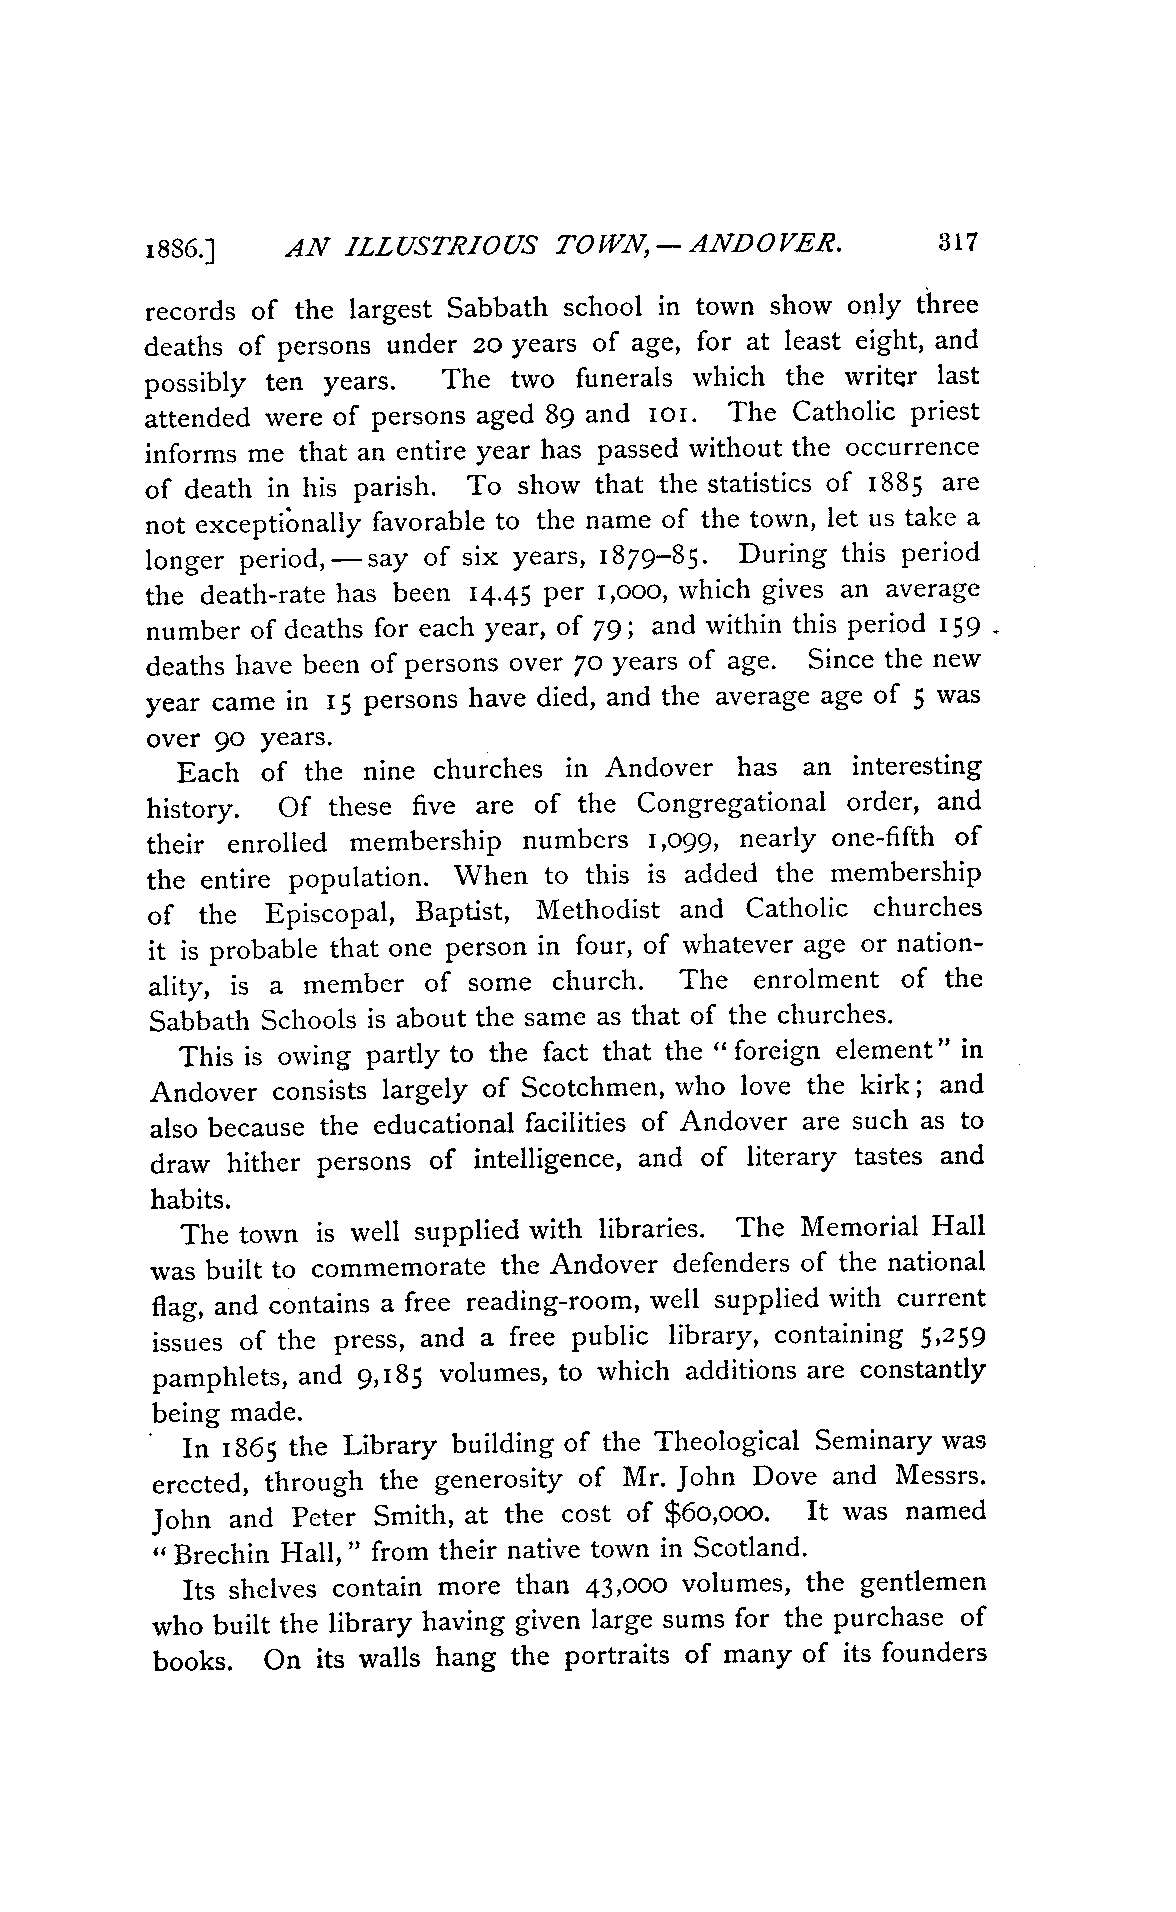 1886.] AN ILLUSTRIOUS TOWN,—ANDOVER. 317
records of the largest Sabbath school in town show only three
deaths of persons under 20 years of age, for at least eight, and
possibly ten years. The two funerals which the writer last
attended were of persons aged 89 and 101. The Catholic priest
informs me that an entire year has passed without the occurrence
of death in his parish. To show that the statistics of 1885 are
not exceptionally favorable to the name of the town, let us take a
longer period,—say of six years, 1879–85. During this period
the death-rate has been 14.45 per 1,000, which gives an average
number of deaths for each year, of 79; and within this period 159
deaths have been of persons over 70 years of age. Since the new
year came in 15 persons have died, and the average age of 5 was
over 90 years.
Each of the nine churches in Andover has an interesting
history. Of these five are of the Congregational order, and
their enrolled membership numbers 1,099, nearly one-fifth of
the entire population. When to this is added the membership
of the Episcopal, Baptist, Methodist and Catholic churches
it is probable that one person in four, of whatever age or nation-
ality, is a member of some church. The enrolment of the
Sabbath Schools is about the same as that of the churches.
This is owing partly to the fact that the "foreign element" in
Andover consists largely of Scotchmen, who love the kirk; and
also because the educational facilities of Andover are such as to
draw hither persons of intelligence, and of literary tastes and
habits.
The town is well supplied with libraries. The Memorial Hall
was built to commemorate the Andover defenders of the national
flag, and contains a free reading-room, well supplied with current
issues of the press, and a free public library, containing 5,259
pamphlets, and 9,185 volumes, to which additions are constantly
being made.
In 1865 the Library building of the Theological Seminary was
erected, through the generosity of Mr. John Dove and Messrs.
John and Peter Smith, at the cost of $60,000. It was named
"Brechin Hall," from their native town in Scotland.
Its shelves contain more than 43,000 volumes, the gentlemen
who built the library having given large sums for the purchase of
books. On its walls hang the portraits of many of its founders